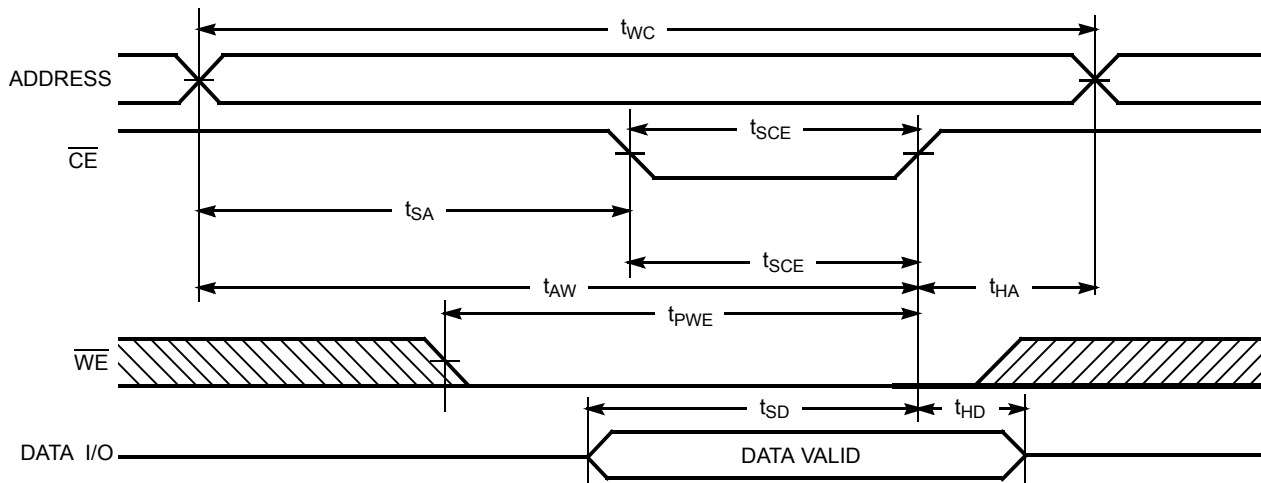 tWC
ADDRESS
tSCE
CE
tSA
tSCE
tAW
tHA
tPWE
WE
tSD
tHD
DATA I/O
DATA VALID